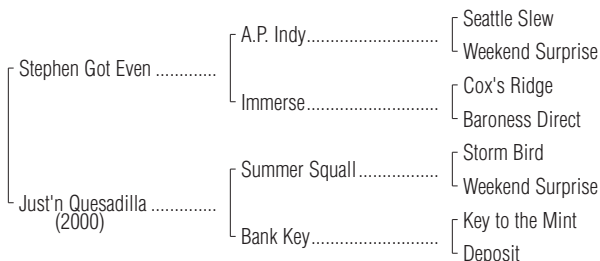 Seattle Slew
A.P. Indy..............................
Weekend Surprise
Stephen Got Even .............
Cox's Ridge
Immerse..............................
Baroness Direct
Storm Bird
Summer Squall..................
Weekend Surprise
Just'n Quesadilla ..............
(2000)
Key to the Mint
Bank Key.............................
Deposit